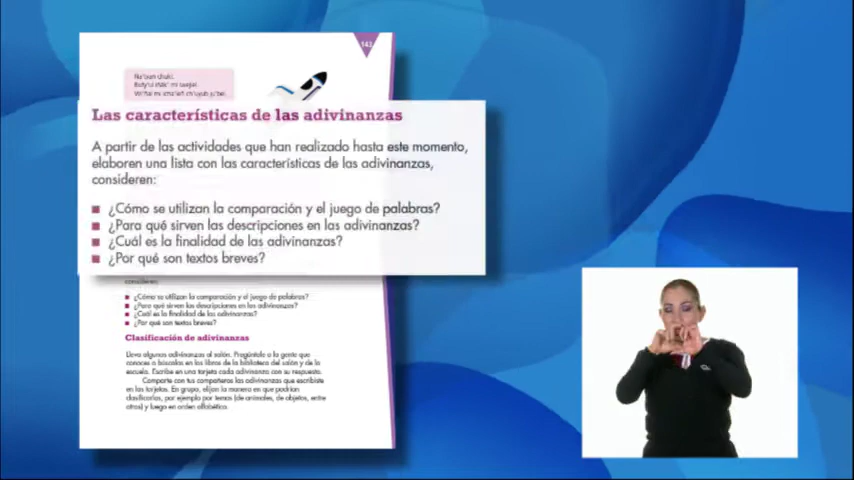 142
Las características de las adivinanzas
A partir de las actividades que han realizado hasta este momento,
elaboren una lista con las características de las adivinanzas,
consideren:
¿Cómo se utilizan la comparación y el juego de palabras?
¿Para qué sirven las descripciones en las adivinanzas?
¿Cuál es la finalidad de las adivinanzas?
¿Por qué son textos breves?
consideren:
¿Cómo se utilizan la comparación y el juego de palabras?
¿Para qué sirven las descripciones en las adivinanzas?
¿Cuál es la finalidad de las adivinanzas?
¿Por qué son textos breves?
Clasificación de adivinanzas
Lleva algunas adivinanzas al salón. Pregúntale a la gente que
conoces o búscalas en los libros de la biblioteca del salón y de la
escuela. Escribe en una tarjeta cada adivinanza con su respuesta.
Comparte con tus compañeros las adivinanzas que escribiste
en las tarjetas. En grupo, elijan la manera en que podrían
clasificarlas, por ejemplo por temas (de animales, de objetos, entre
otros) y luego en orden alfabético.